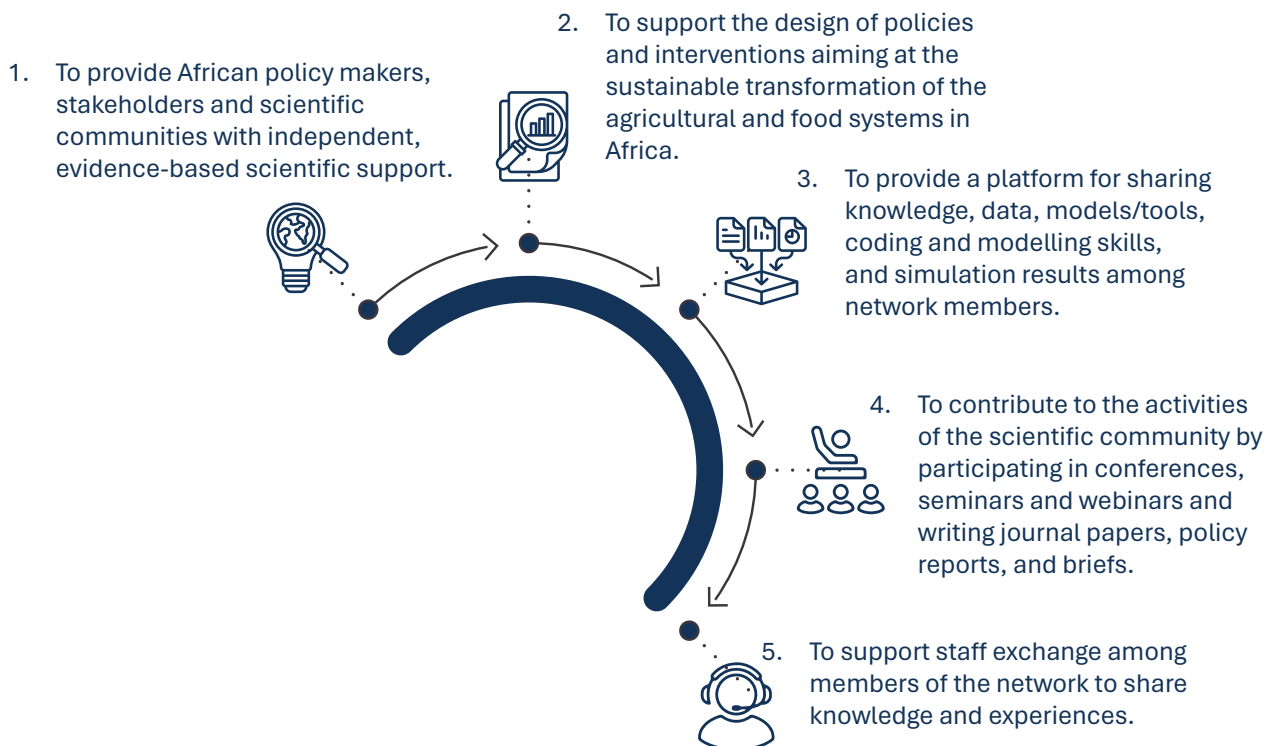 1. To provide African policy makers,
stakeholders and scientific
communities with independent,
evidence-based scientific support.
2. To support the design of policies
and interventions aiming at the
sustainable transformation of the
agricultural and food systems in
Africa.
3. To provide a platform for sharing
knowledge, data, models/tools,
coding and modelling skills,
and simulation results among
network members.
4. To contribute to the activities
of the scientific community by
participating in conferences,
seminars and webinars and
writing journal papers, policy
reports, and briefs.
5. To support staff exchange among
members of the network to share
knowledge and experiences.